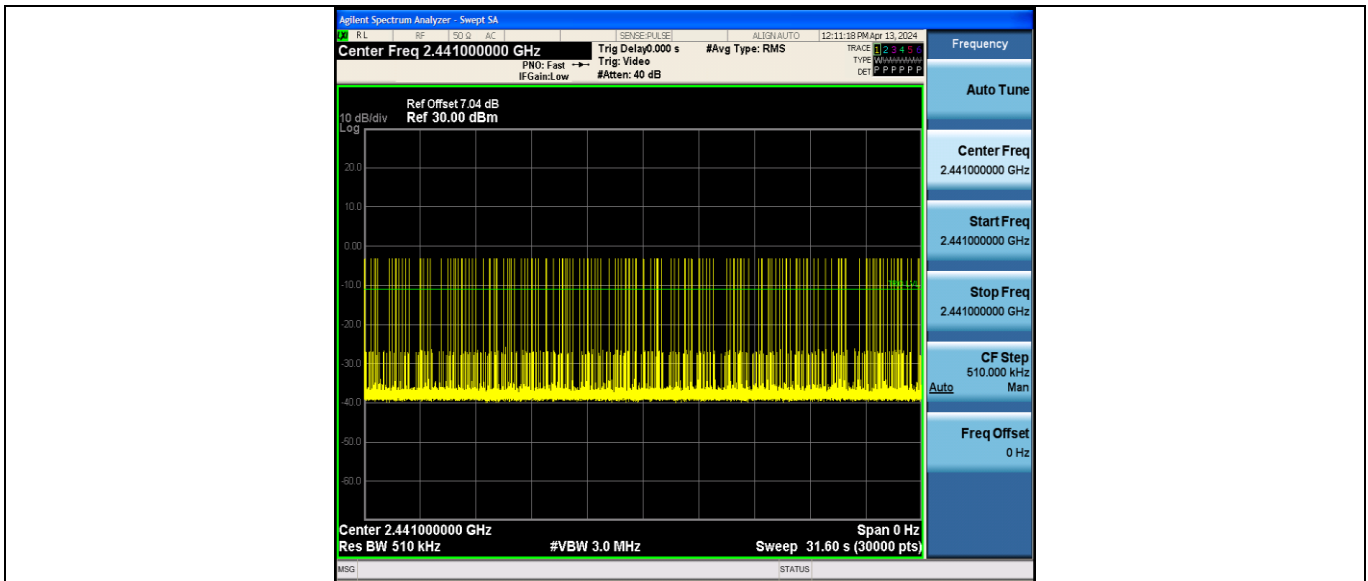 Agilent Spectrum Analyzer - Swept SA
RL RF 50 Ω AC SENSE:PULSE ALIGN AUTO 12:11:18 PM Apr 13, 2024
Center Freq 2.441000000 GHz
PNO: Fast
IFGain:Low
Trig Delay0.000 s
Trig: Video
#Atten: 40 dB
#Avg Type: RMS
TRACE 1 2 3 4 5 6
TYPE W
DET P P P P P P
Ref Offset 7.04 dB
10 dB/div Ref 30.00 dBm
Log
20.0
10.0
0.00
-10.0
-20.0
-30.0
-40.0
-50.0
-60.0
Center 2.441000000 GHz Span 0 Hz
Res BW 510 kHz #VBW 3.0 MHz Sweep 31.60 s (30000 pts)
MSG STATUS
Frequency
Auto Tune
Center Freq
2.441000000 GHz
Start Freq
2.441000000 GHz
Stop Freq
2.441000000 GHz
CF Step
510.000 kHz
Auto Man
Freq Offset
0 Hz